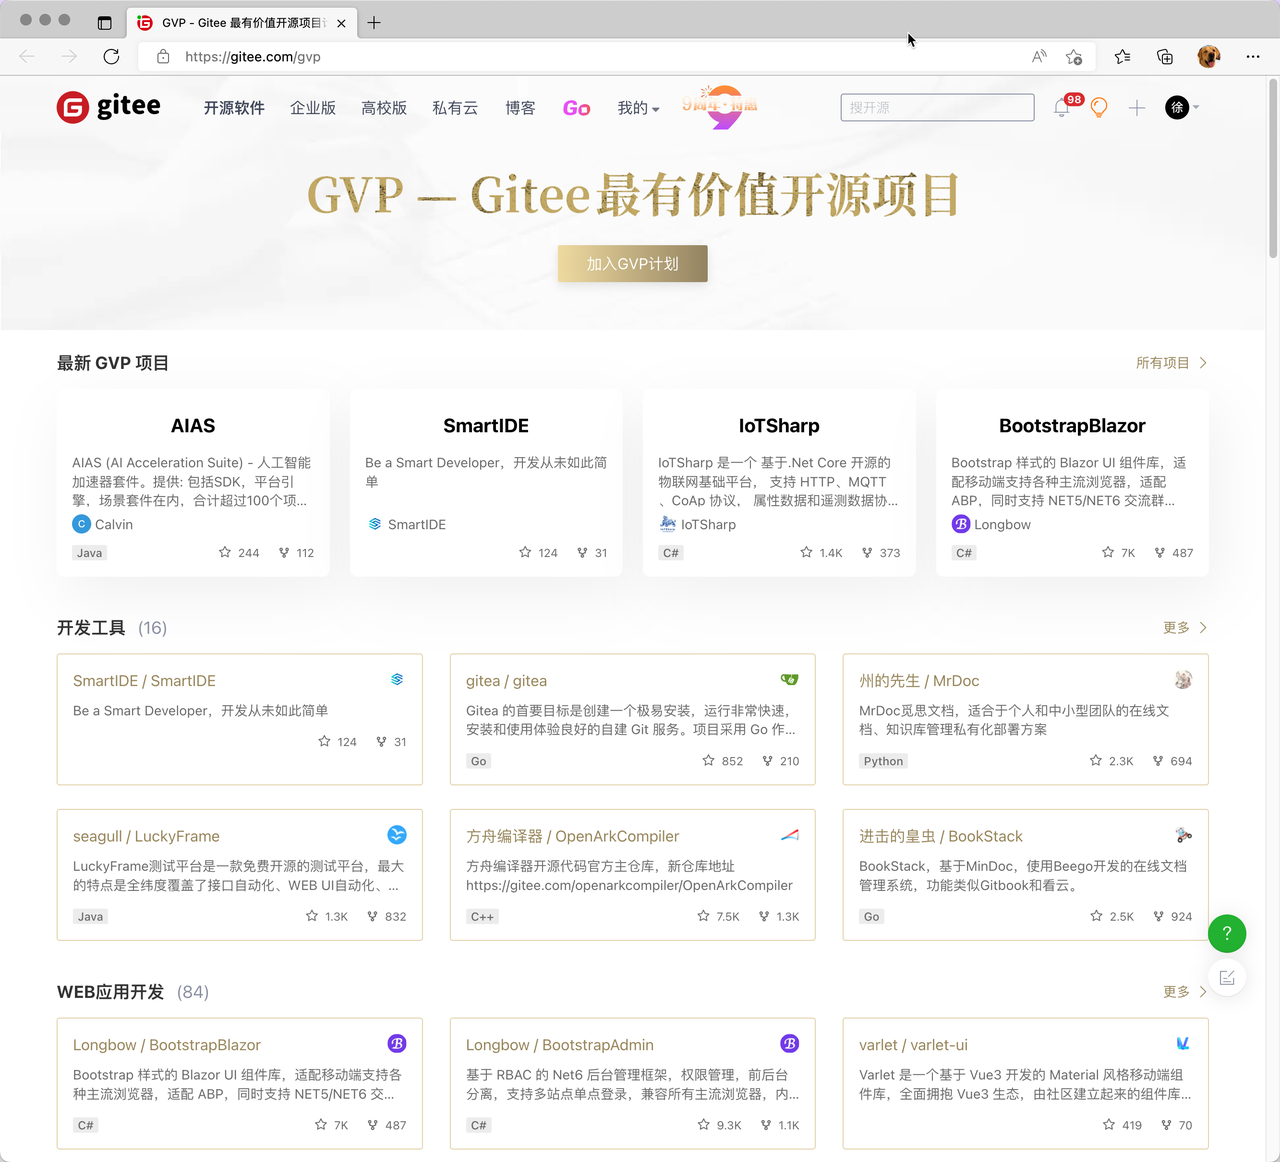 GVP - Gitee 最有价值开源项目
https://gitee.com/gvp
gitee
开源软件 企业版 高校版 私有云 博客 Go 我的 9周年·特惠 搜开源 98 徐
GVP — Gitee最有价值开源项目
加入GVP计划
最新 GVP 项目 所有项目
AIAS
AIAS (AI Acceleration Suite) - 人工智能
加速器套件。提供: 包括SDK，平台引
擎，场景套件在内，合计超过100个项...
C Calvin
Java 244 112
SmartIDE
Be a Smart Developer，开发从未如此简
单
SmartIDE
124 31
IoTSharp
IoTSharp 是一个 基于.Net Core 开源的
物联网基础平台， 支持 HTTP、MQTT
、CoAp 协议， 属性数据和遥测数据协...
IoTSharp
C# 1.4K 373
BootstrapBlazor
Bootstrap 样式的 Blazor UI 组件库，适
配移动端支持各种主流浏览器，适配
ABP，同时支持 NET5/NET6 交流群...
B Longbow
C# 7K 487
开发工具 (16) 更多
SmartIDE / SmartIDE
Be a Smart Developer，开发从未如此简单
124 31
gitea / gitea
Gitea 的首要目标是创建一个极易安装，运行非常快速，
安装和使用体验良好的自建 Git 服务。项目采用 Go 作...
Go 852 210
州的先生 / MrDoc
MrDoc觅思文档，适合于个人和中小型团队的在线文
档、知识库管理私有化部署方案
Python 2.3K 694
seagull / LuckyFrame
LuckyFrame测试平台是一款免费开源的测试平台，最大
的特点是全纬度覆盖了接口自动化、WEB UI自动化、...
Java 1.3K 832
方舟编译器 / OpenArkCompiler
方舟编译器开源代码官方主仓库，新仓库地址
https://gitee.com/openarkcompiler/OpenArkCompiler
C++ 7.5K 1.3K
进击的皇虫 / BookStack
BookStack，基于MinDoc，使用Beego开发的在线文档
管理系统，功能类似Gitbook和看云。
Go 2.5K 924
?
WEB应用开发 (84) 更多
Longbow / BootstrapBlazor
B
Bootstrap 样式的 Blazor UI 组件库，适配移动端支持各
种主流浏览器，适配 ABP，同时支持 NET5/NET6 交...
C# 7K 487
Longbow / BootstrapAdmin
B
基于 RBAC 的 Net6 后台管理框架，权限管理，前后台
分离，支持多站点单点登录，兼容所有主流浏览器，内...
C# 9.3K 1.1K
varlet / varlet-ui
Varlet 是一个基于 Vue3 开发的 Material 风格移动端组
件库，全面拥抱 Vue3 生态，由社区建立起来的组件库...
419 70